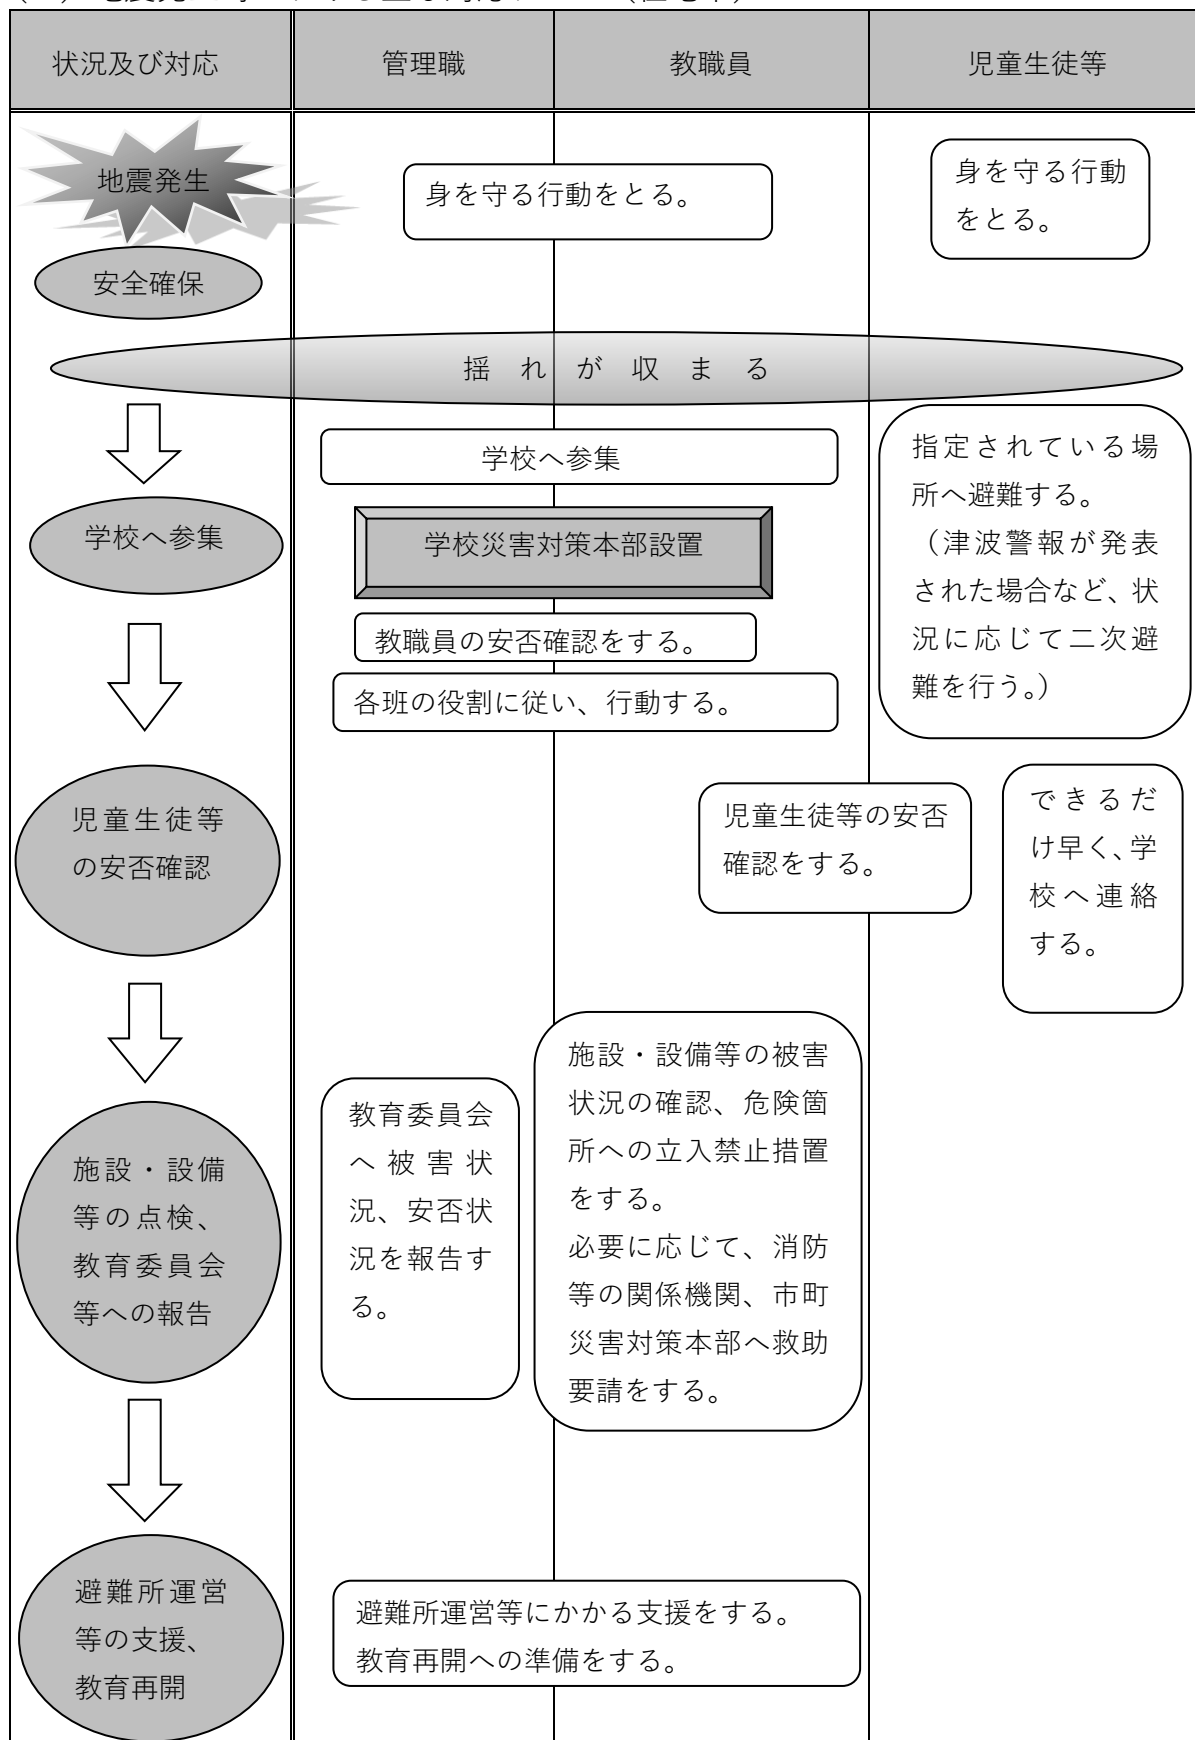 状況及び対応
管理職
教職員
児童生徒等
地震発生
身を守る行動をとる。
身を守る行動
をとる。
安全確保
揺れが収まる
学校へ参集
指定されている場
所へ避難する。
（津波警報が発表
された場合など、状
況に応じて二次避
難を行う。）
学校へ参集
学校災害対策本部設置
教職員の安否確認をする。
各班の役割に従い、行動する。
児童生徒等
の安否確認
児童生徒等の安否
確認をする。
できるだ
け早く、学
校へ連絡
する。
施設・設備
等の点検、
教育委員会
等への報告
教育委員会
へ被害状
況、安否状
況を報告す
る。
施設・設備等の被害
状況の確認、危険箇
所への立入禁止措置
をする。
必要に応じて、消防
等の関係機関、市町
災害対策本部へ救助
要請をする。
避難所運営
等の支援、
教育再開
避難所運営等にかかる支援をする。
教育再開への準備をする。